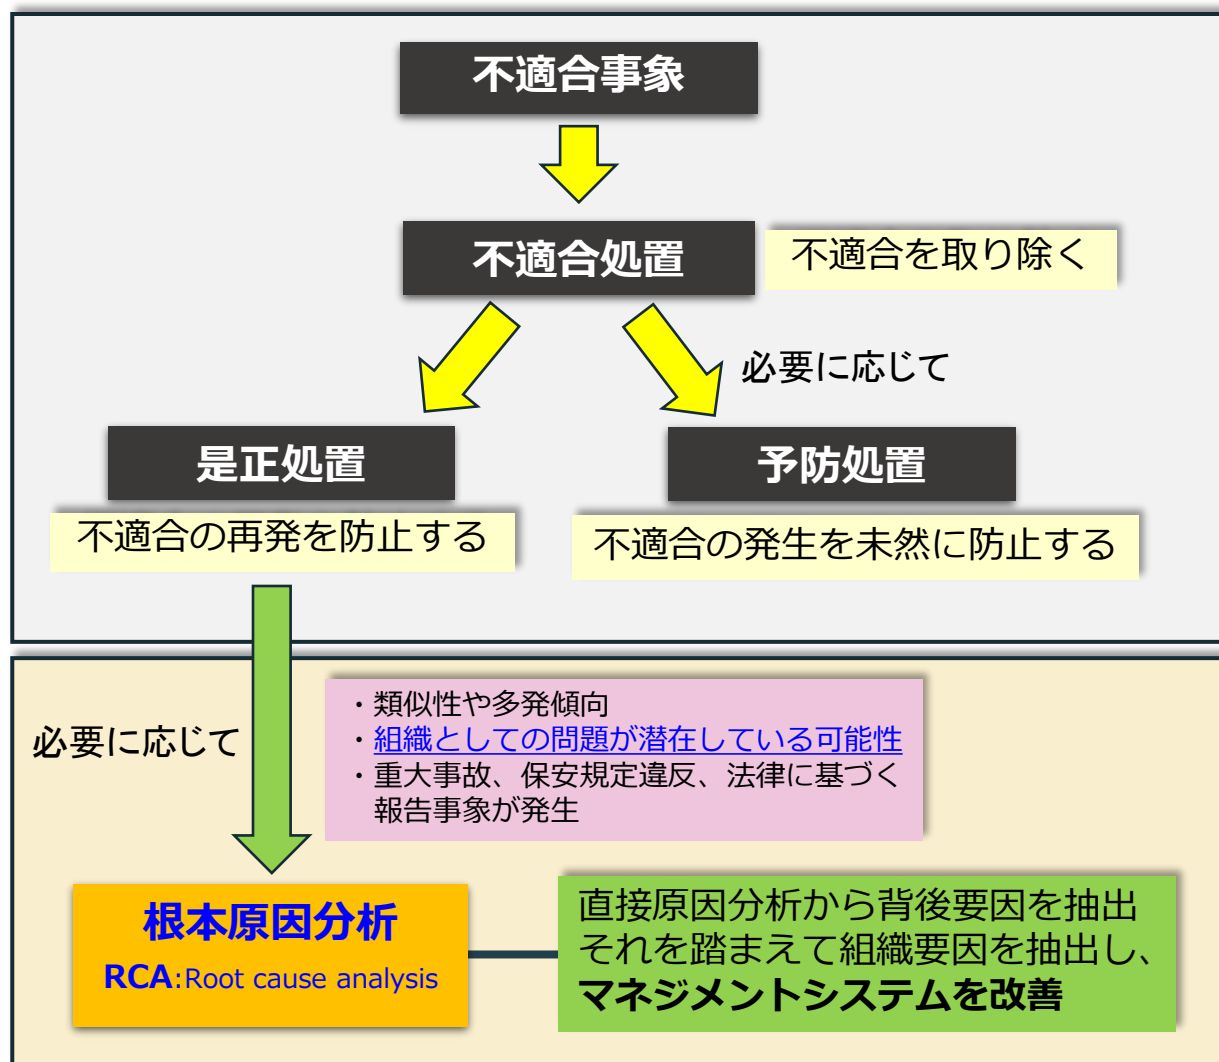 不適合事象
不適合処置
不適合を取り除く
必要に応じて
是正処置
予防処置
不適合の再発を防止する
不適合の発生を未然に防止する
必要に応じて
・類似性や多発傾向
・組織としての問題が潜在している可能性
・重大事故、保安規定違反、法律に基づく
報告事象が発生
根本原因分析
RCA:Root cause analysis
直接原因分析から背後要因を抽出
それを踏まえて組織要因を抽出し、
マネジメントシステムを改善